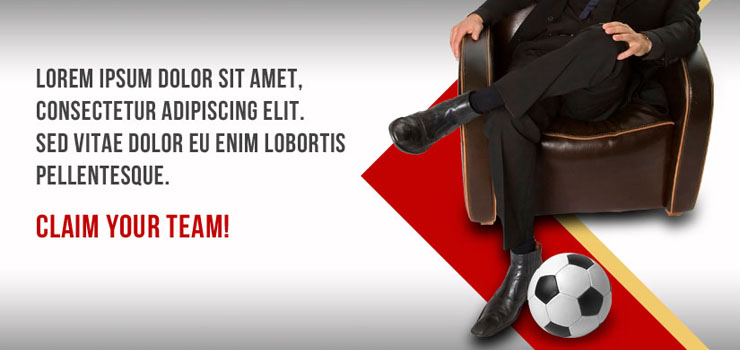 LOREM IPSUM DOLOR SIT AMET,
CONSECTETUR ADIPISCING ELIT.
SED VITAE DOLOR EU ENIM LOBORTIS
PELLENTESQUE.
CLAIM YOUR TEAM!